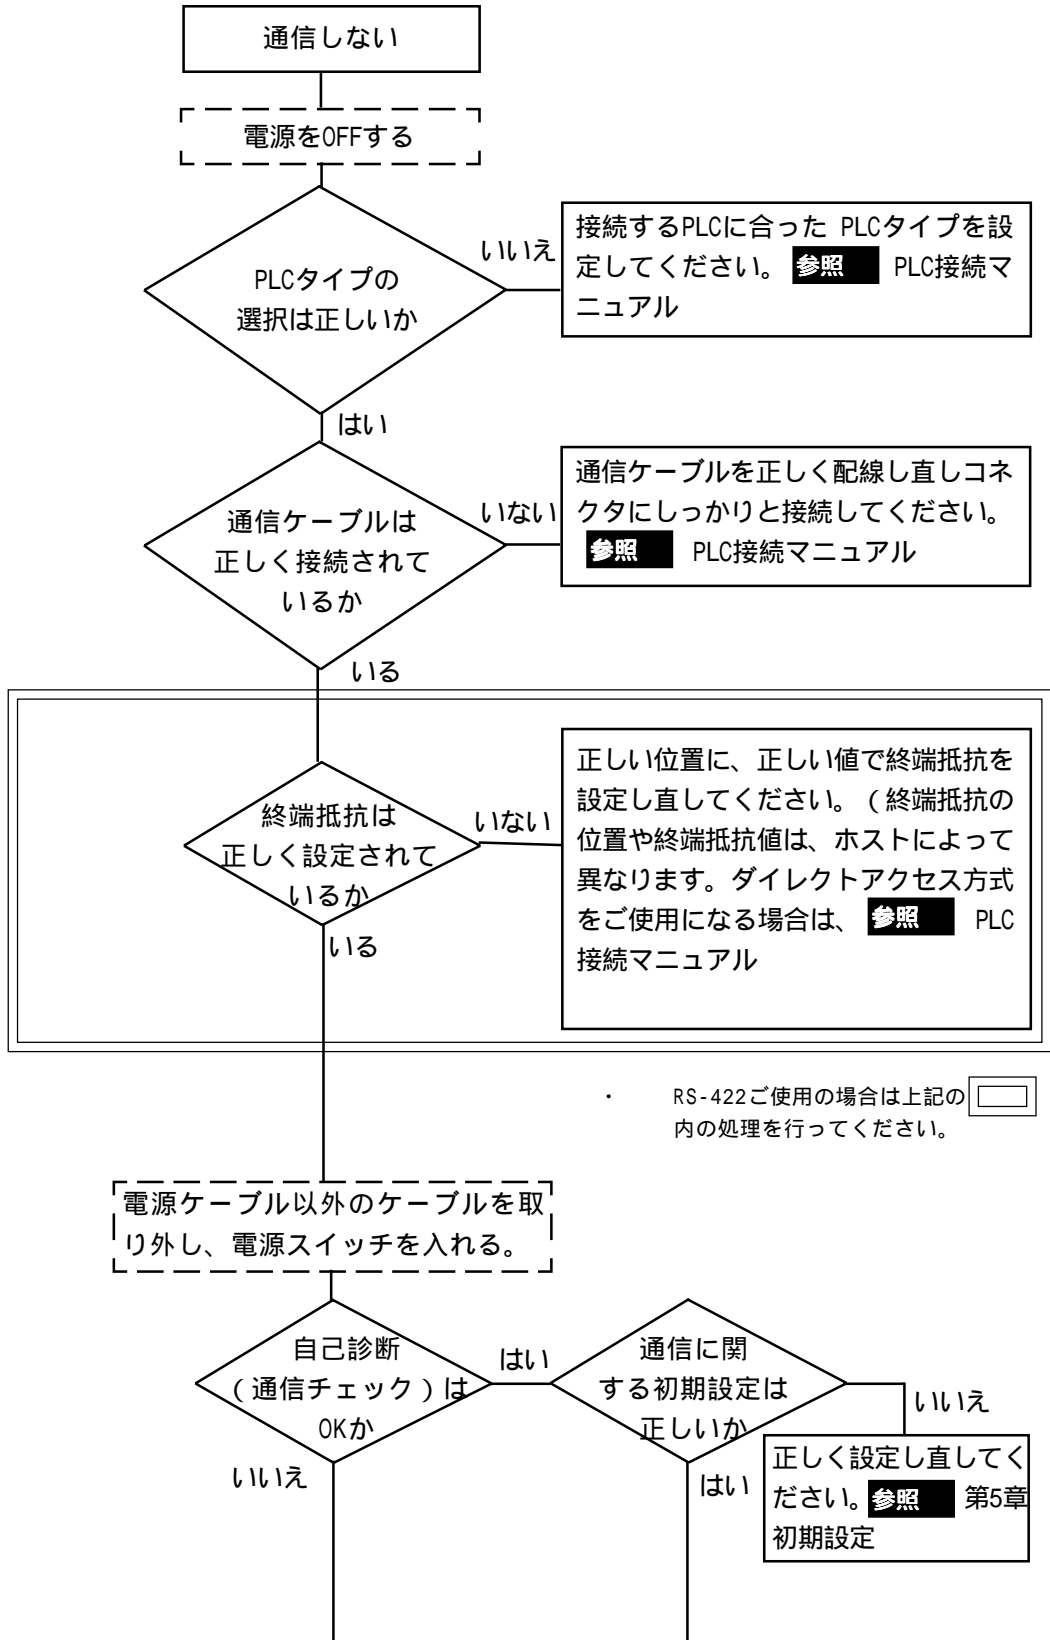 通信しない
電源をOFFする
PLCタイプの
選択は正しいか
いいえ
接続するPLCに合った PLCタイプを設
定してください。 参照 PLC接続マ
ニュアル
はい
通信ケーブルは
正しく接続されて
いるか
いない
通信ケーブルを正しく配線し直しコネ
クタにしっかりと接続してください。
参照 PLC接続マニュアル
いる
終端抵抗は
正しく設定されて
いるか
いない
正しい位置に、正しい値で終端抵抗を
設定し直してください。(終端抵抗の
位置や終端抵抗値は、ホストによって
異なります。ダイレクトアクセス方式
をご使用になる場合は、 参照 PLC
接続マニュアル
いる
・ RS-422ご使用の場合は上記の
内の処理を行ってください。
電源ケーブル以外のケーブルを取
り外し、電源スイッチを入れる。
自己診断
(通信チェック)は
OKか
はい
いいえ
通信に関
する初期設定は
正しいか
いいえ
はい
正しく設定し直してく
ださい。参照 第5章
初期設定